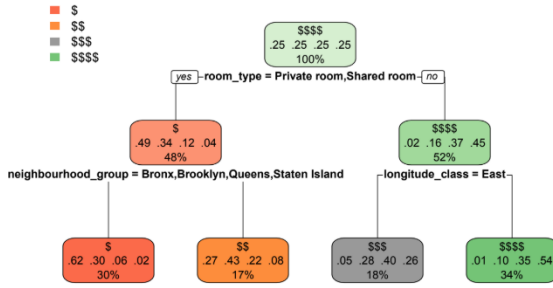 $
$$
$$$
$$$$
$$$$
.25 .25 .25 .25
100%
yes room_type = Private room,Shared room no
$
.49 .34 .12 .04
48%
$$$$
.02 .16 .37 .45
52%
neighbourhood_group = Bronx,Brooklyn,Queens,Staten Island
longitude_class = East
$
.62 .30 .06 .02
30%
$$
.27 .43 .22 .08
17%
$$$
.05 .28 .40 .26
18%
$$$$
.01 .10 .35 .54
34%